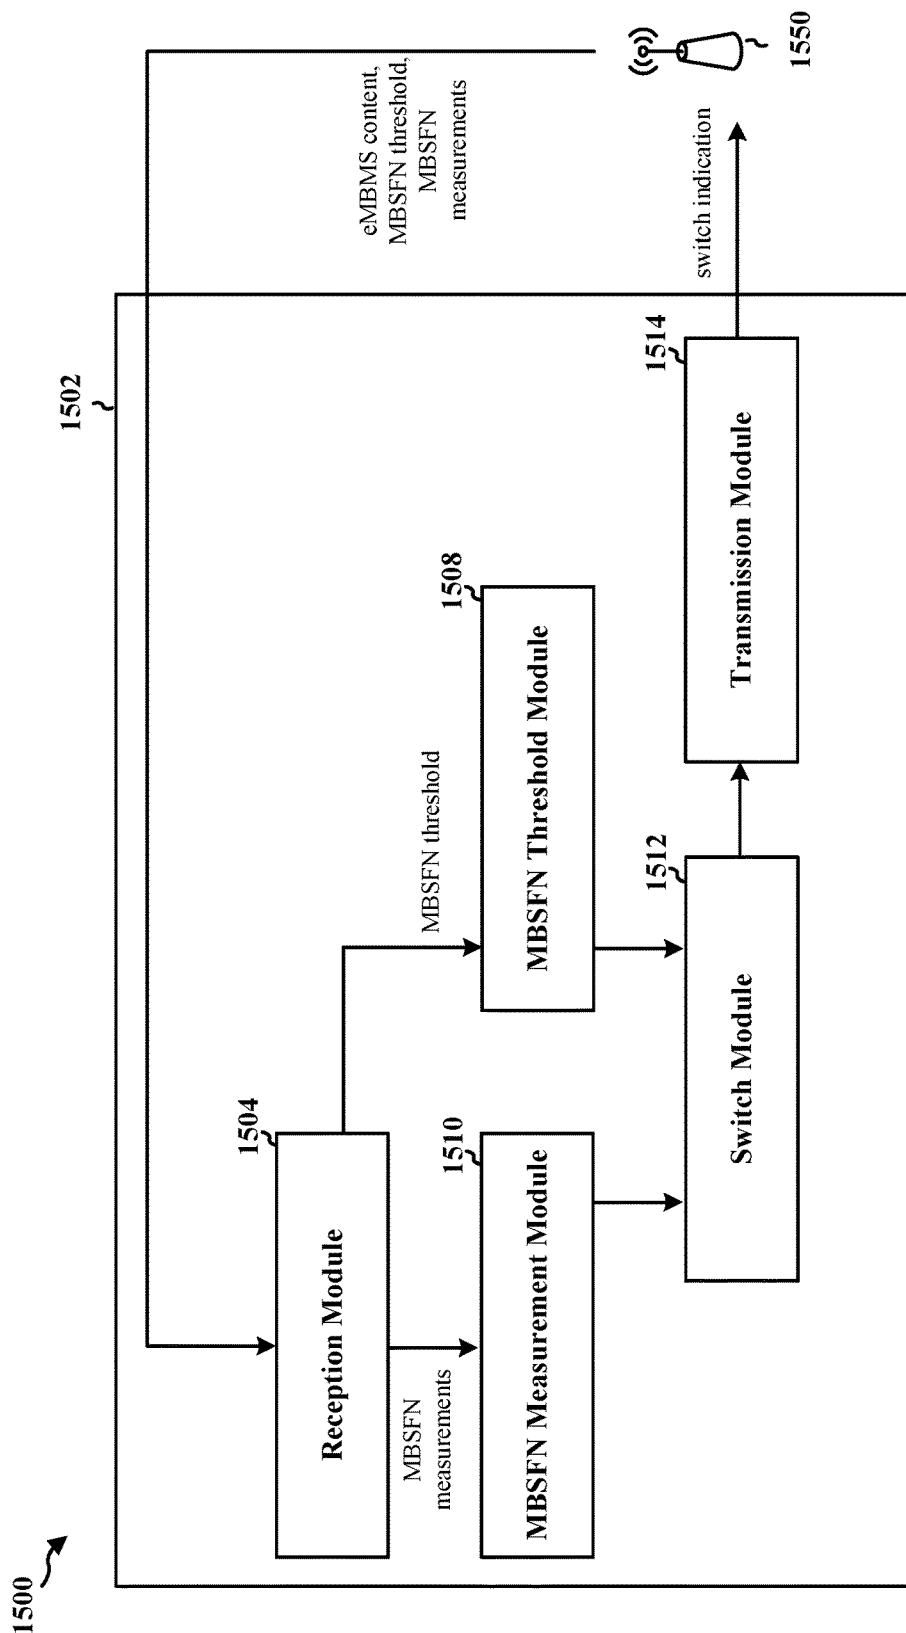 1500
1502
eMBMS content,
MBSFN threshold,
MBSFN
measurements
1550
1504
Reception Module
MBSFN
measurements
MBSFN threshold
1510
MBSFN Measurement Module
1508
MBSFN Threshold Module
1512
Switch Module
1514
Transmission Module
switch indication